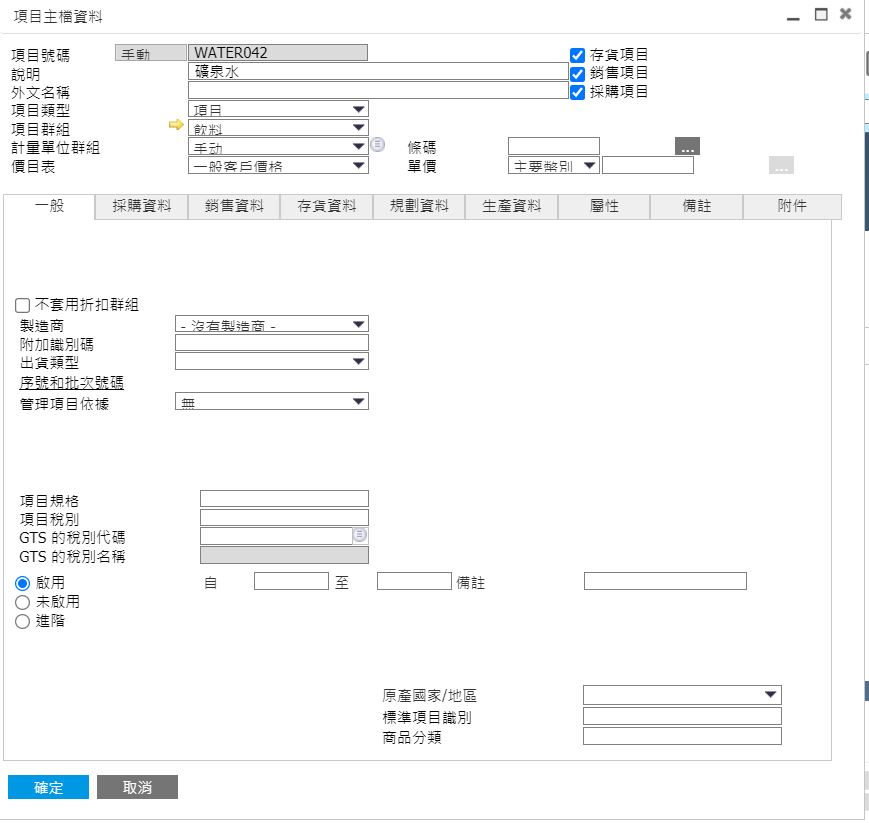 項目主檔資料
項目號碼 手動 WATER042 存貨項目
說明 礦泉水 銷售項目
外文名稱 採購項目
項目類型 項目
項目群組 飲料
計量單位群組 手动 條碼 ...
價目表 一般客戶價格 單價 主要幣別 ...
一般 採購資料 銷售資料 存貨資料 規劃資料 生產資料 屬性 備註 附件
不套用折扣群組
製造商 - 沒有製造商 -
附加識別碼
出貨類型
序號和批次號碼
管理項目依據 無
項目規格
項目稅別
GTS 的稅別代碼
GTS 的稅別名稱
啟用 自 至 備註
未啟用
進階
原產國家/地區
標準項目識別
商品分類
確定 取消